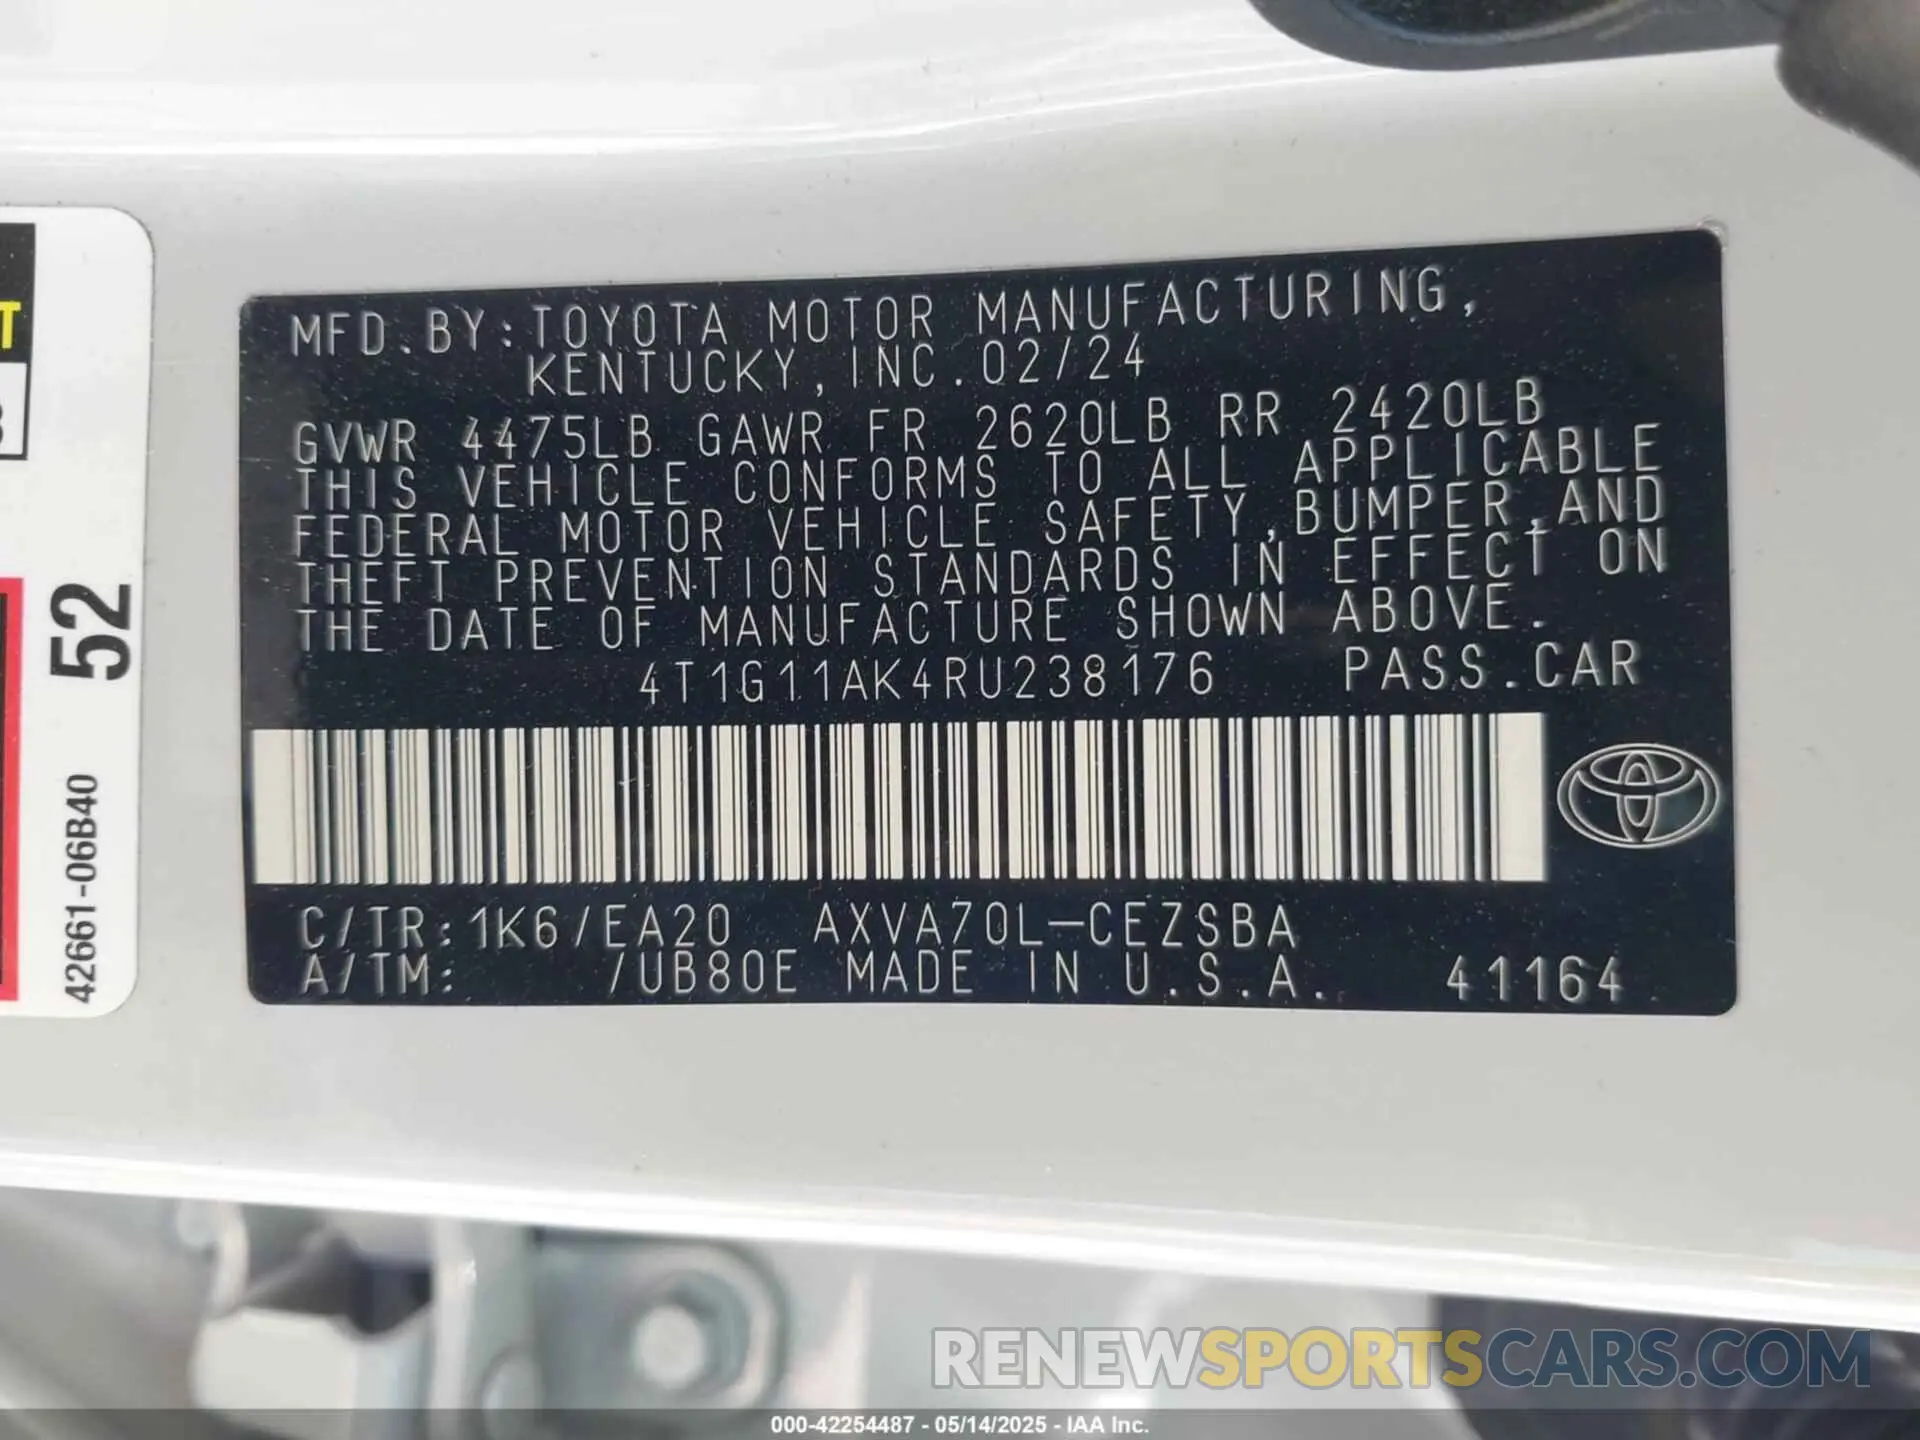 MFD.BY:TOYOTA MOTOR MANUFACTURING,
KENTUCKY,INC.02/24
GVWR 4475LB GAWR FR 2620LB RR 2420LB
THIS VEHICLE CONFORMS TO ALL APPLICABLE
FEDERAL MOTOR VEHICLE SAFETY,BUMPER,AND
THEFT PREVENTION STANDARDS IN EFFECT ON
THE DATE OF MANUFACTURE SHOWN ABOVE.
4T1G11AK4RU238176 PASS.CAR
C/TR:1K6/EA20 AXVA70L-CEZSBA
A/TM: /UB80E MADE IN U.S.A. 41164
T
52
42661-06B40
RENEWSPORTSCARS.COM
000-42254487 - 05/14/2025 - IAA Inc.